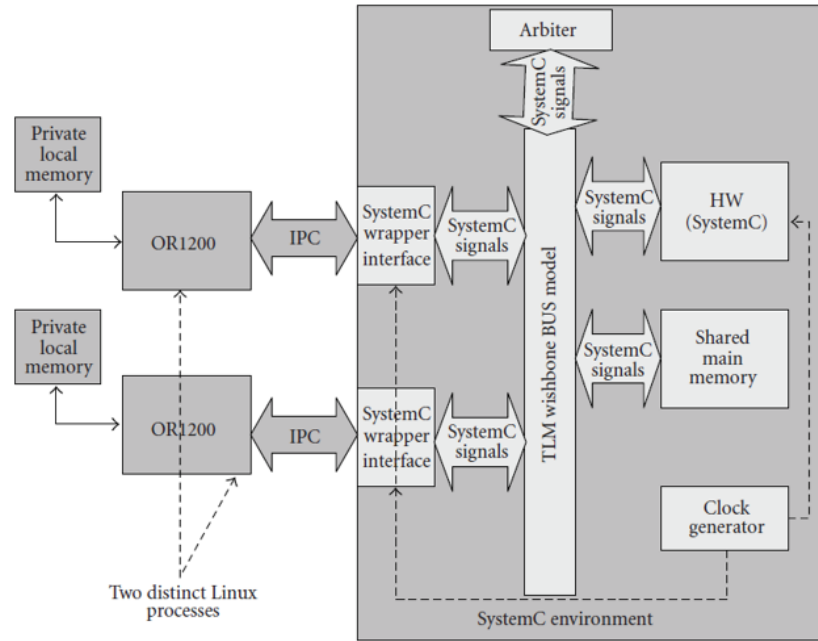 Arbiter
SystemC
signals
Private
local
memory
OR1200
IPC
SystemC
wrapper
interface
SystemC
signals
TLM wishbone BUS model
SystemC
signals
HW
(SystemC)
Private
local
memory
OR1200
IPC
SystemC
wrapper
interface
SystemC
signals
SystemC
signals
Shared
main
memory
Clock
generator
Two distinct Linux
processes
SystemC environment